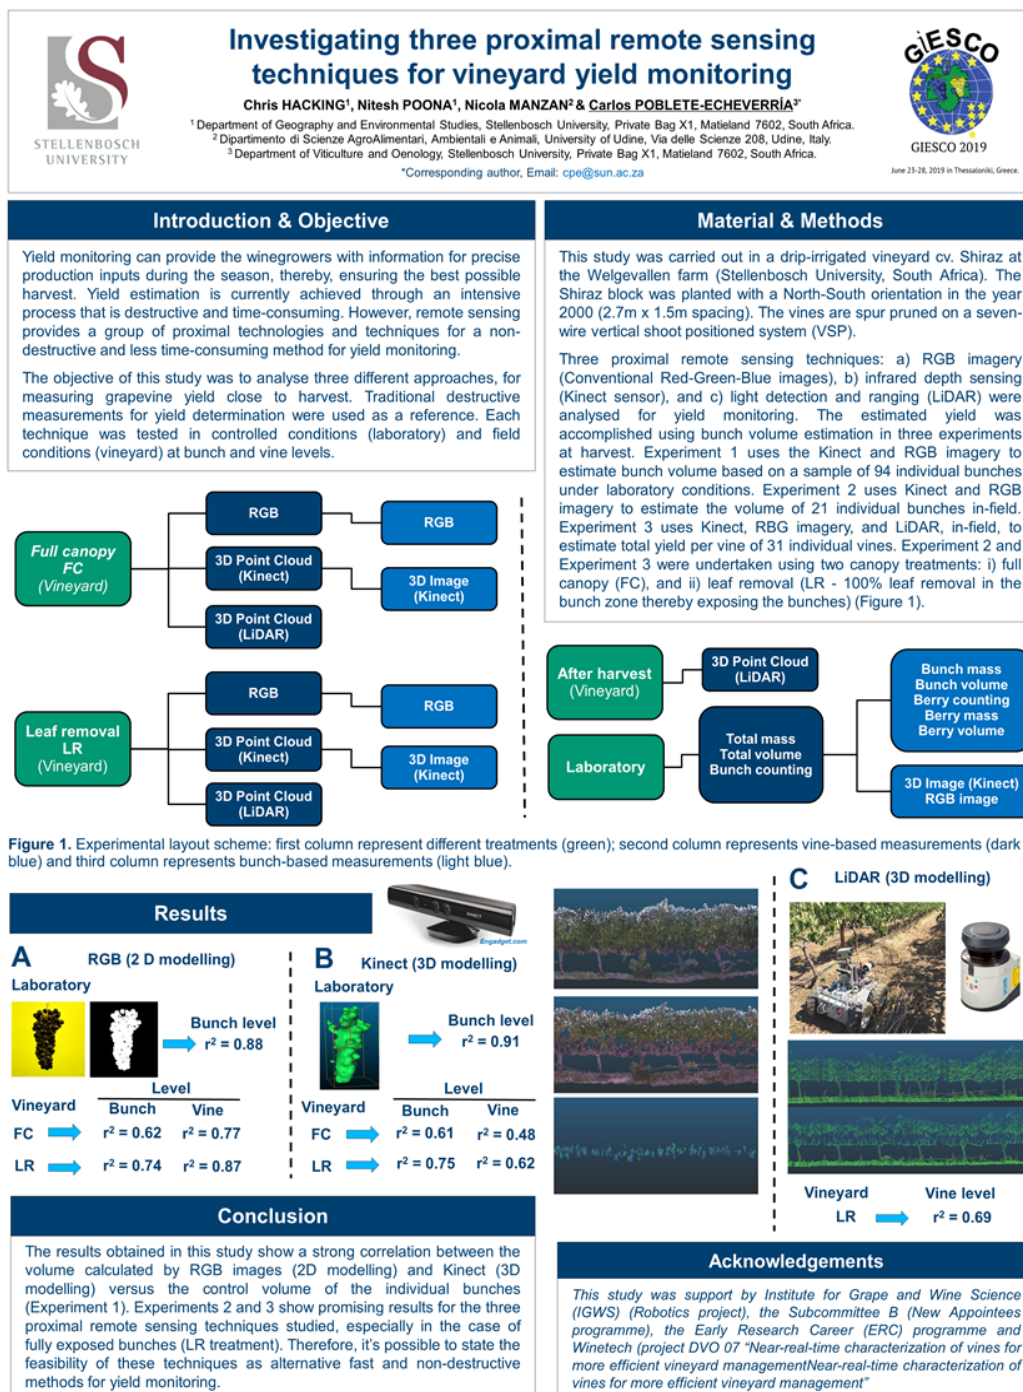 STELLENBOSCH
UNIVERSITY
Investigating three proximal remote sensing
techniques for vineyard yield monitoring
Chris HACKING¹, Nitesh POONA¹, Nicola MANZAN² & Carlos POBLETE-ECHEVERRÍA³*
¹ Department of Geography and Environmental Studies, Stellenbosch University, Private Bag X1, Matieland 7602, South Africa.
² Dipartimento di Scienze AgroAlimentari, Ambientali e Animali, University of Udine, Via delle Scienze 208, Udine, Italy.
³ Department of Viticulture and Oenology, Stellenbosch University, Private Bag X1, Matieland 7602, South Africa.
*Corresponding author, Email: cpe@sun.ac.za
GiESCO
GIESCO 2019
June 23-28, 2019 in Thessaloniki, Greece.
Introduction & Objective
Yield monitoring can provide the winegrowers with information for precise
production inputs during the season, thereby, ensuring the best possible
harvest. Yield estimation is currently achieved through an intensive
process that is destructive and time-consuming. However, remote sensing
provides a group of proximal technologies and techniques for a non-
destructive and less time-consuming method for yield monitoring.
The objective of this study was to analyse three different approaches, for
measuring grapevine yield close to harvest. Traditional destructive
measurements for yield determination were used as a reference. Each
technique was tested in controlled conditions (laboratory) and field
conditions (vineyard) at bunch and vine levels.
Material & Methods
This study was carried out in a drip-irrigated vineyard cv. Shiraz at
the Welgevallen farm (Stellenbosch University, South Africa). The
Shiraz block was planted with a North-South orientation in the year
2000 (2.7m x 1.5m spacing). The vines are spur pruned on a seven-
wire vertical shoot positioned system (VSP).
Three proximal remote sensing techniques: a) RGB imagery
(Conventional Red-Green-Blue images), b) infrared depth sensing
(Kinect sensor), and c) light detection and ranging (LiDAR) were
analysed for yield monitoring. The estimated yield was
accomplished using bunch volume estimation in three experiments
at harvest. Experiment 1 uses the Kinect and RGB imagery to
estimate bunch volume based on a sample of 94 individual bunches
under laboratory conditions. Experiment 2 uses Kinect and RGB
imagery to estimate the volume of 21 individual bunches in-field.
Experiment 3 uses Kinect, RBG imagery, and LiDAR, in-field, to
estimate total yield per vine of 31 individual vines. Experiment 2 and
Experiment 3 were undertaken using two canopy treatments: i) full
canopy (FC), and ii) leaf removal (LR - 100% leaf removal in the
bunch zone thereby exposing the bunches) (Figure 1).
Full canopy
FC
(Vineyard)
RGB
RGB
3D Point Cloud
(Kinect)
3D Image
(Kinect)
3D Point Cloud
(LiDAR)
Leaf removal
LR
(Vineyard)
RGB
RGB
3D Point Cloud
(Kinect)
3D Image
(Kinect)
3D Point Cloud
(LiDAR)
After harvest
(Vineyard)
3D Point Cloud
(LiDAR)
Laboratory
Total mass
Total volume
Bunch counting
Bunch mass
Bunch volume
Berry counting
Berry mass
Berry volume
3D Image (Kinect)
RGB image
Figure 1. Experimental layout scheme: first column represent different treatments (green); second column represents vine-based measurements (dark
blue) and third column represents bunch-based measurements (light blue).
Results
KINECT
Engadget.com
A
RGB (2 D modelling)
Laboratory
Bunch level
r² = 0.88
Level
Vineyard Bunch Vine
FC r² = 0.62 r² = 0.77
LR r² = 0.74 r² = 0.87
B
Kinect (3D modelling)
Laboratory
Bunch level
r² = 0.91
Level
Vineyard Bunch Vine
FC r² = 0.61 r² = 0.48
LR r² = 0.75 r² = 0.62
C
LiDAR (3D modelling)
Vineyard Vine level
LR r² = 0.69
Conclusion
The results obtained in this study show a strong correlation between the
volume calculated by RGB images (2D modelling) and Kinect (3D
modelling) versus the control volume of the individual bunches
(Experiment 1). Experiments 2 and 3 show promising results for the three
proximal remote sensing techniques studied, especially in the case of
fully exposed bunches (LR treatment). Therefore, it's possible to state the
feasibility of these techniques as alternative fast and non-destructive
methods for yield monitoring.
Acknowledgements
This study was support by Institute for Grape and Wine Science
(IGWS) (Robotics project), the Subcommittee B (New Appointees
programme), the Early Research Career (ERC) programme and
Winetech (project DVO 07 “Near-real-time characterization of vines for
more efficient vineyard managementNear-real-time characterization of
vines for more efficient vineyard management”